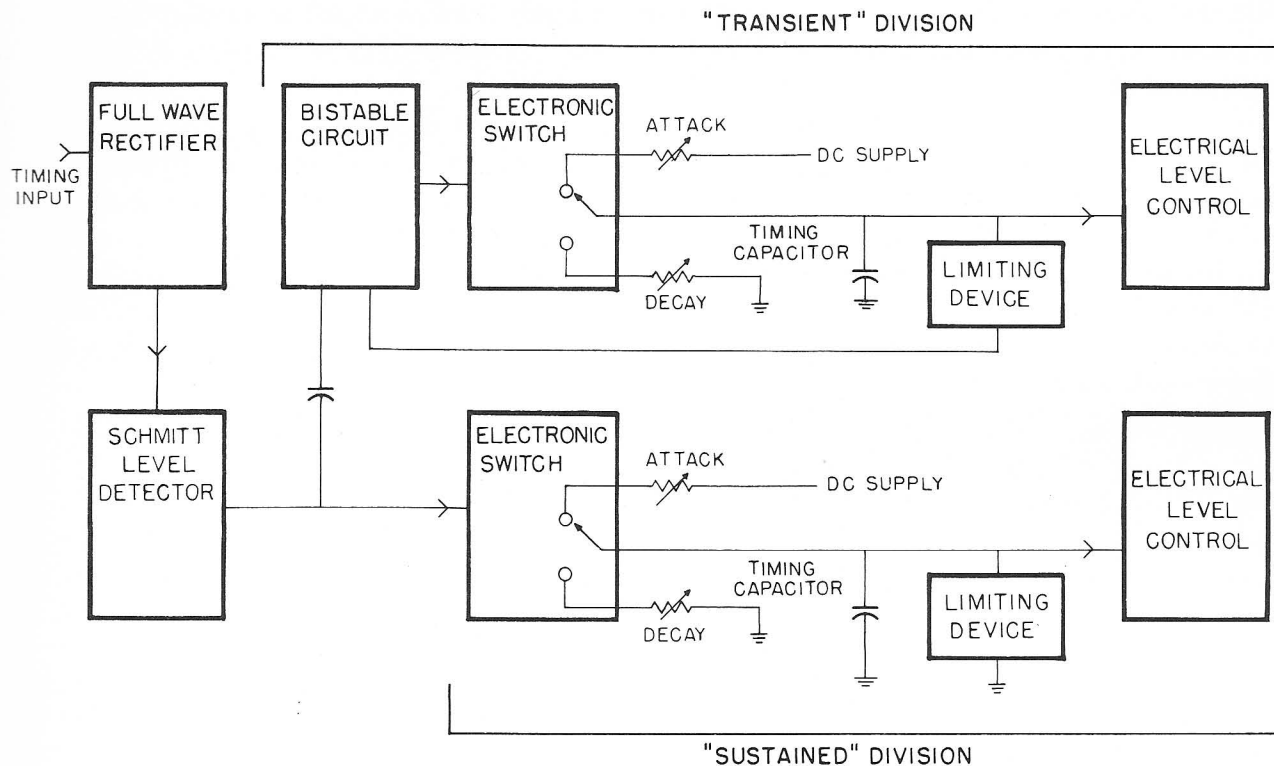 "TRANSIENT" DIVISION
FULL WAVE
RECTIFIER
TIMING
INPUT
BISTABLE
CIRCUIT
ELECTRONIC
SWITCH
ATTACK
DC SUPPLY
TIMING
CAPACITOR
DECAY
LIMITING
DEVICE
ELECTRICAL
LEVEL
CONTROL
SCHMITT
LEVEL
DETECTOR
ELECTRONIC
SWITCH
ATTACK
DC SUPPLY
TIMING
CAPACITOR
DECAY
LIMITING
DEVICE
ELECTRICAL
LEVEL
CONTROL
"SUSTAINED" DIVISION